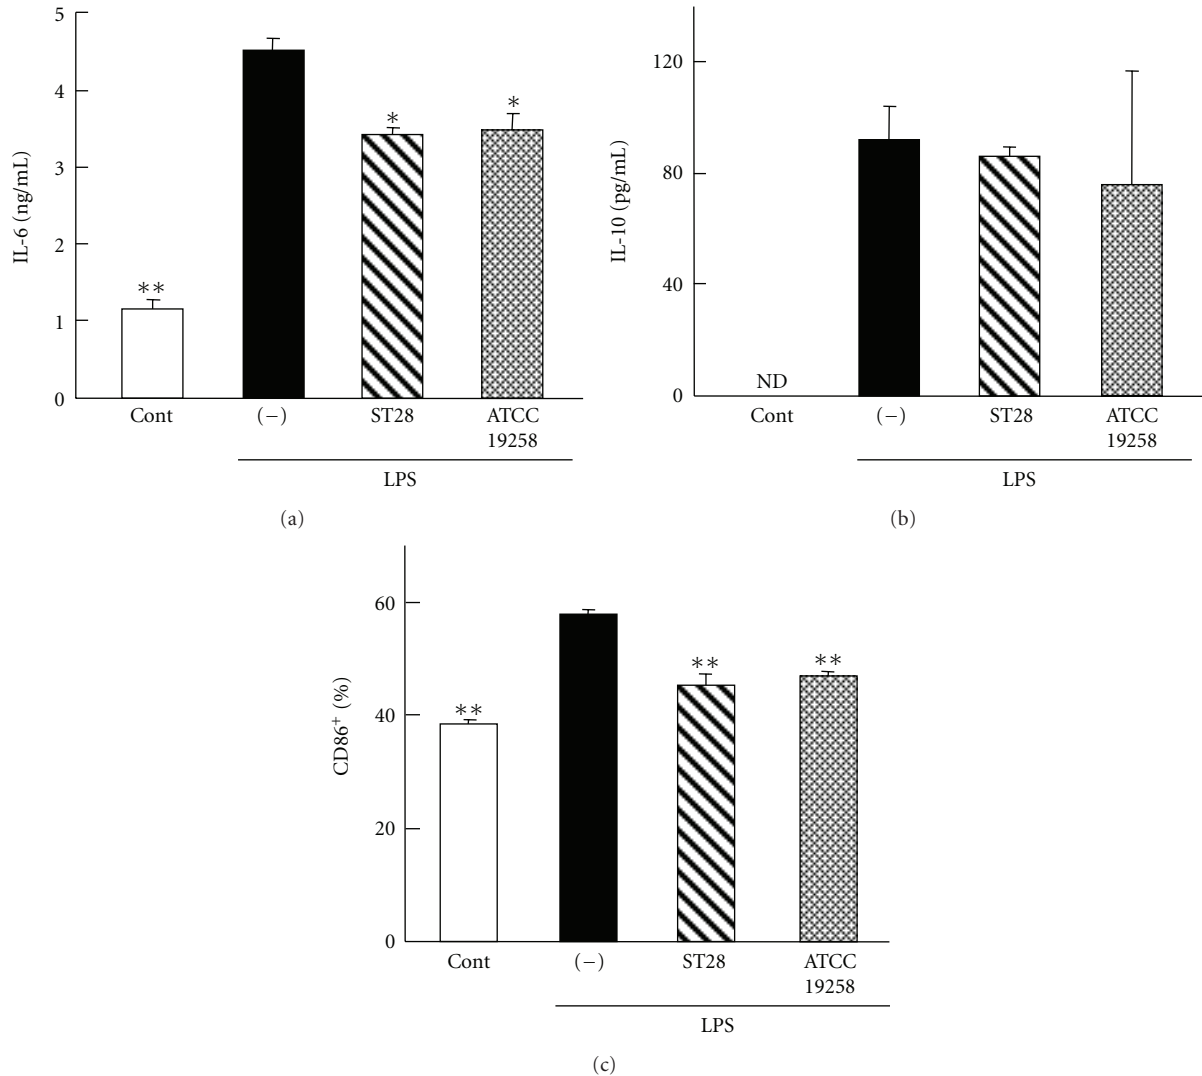 5
4
3
2
1
0
IL-6 (ng/mL)
**
*
*
Cont
(−)
ST28
ATCC
19258
LPS
(a)
120
80
40
0
IL-10 (pg/mL)
ND
Cont
(−)
ST28
ATCC
19258
LPS
(b)
60
40
20
0
CD86+ (%)
**
**
**
Cont
(−)
ST28
ATCC
19258
LPS
(c)